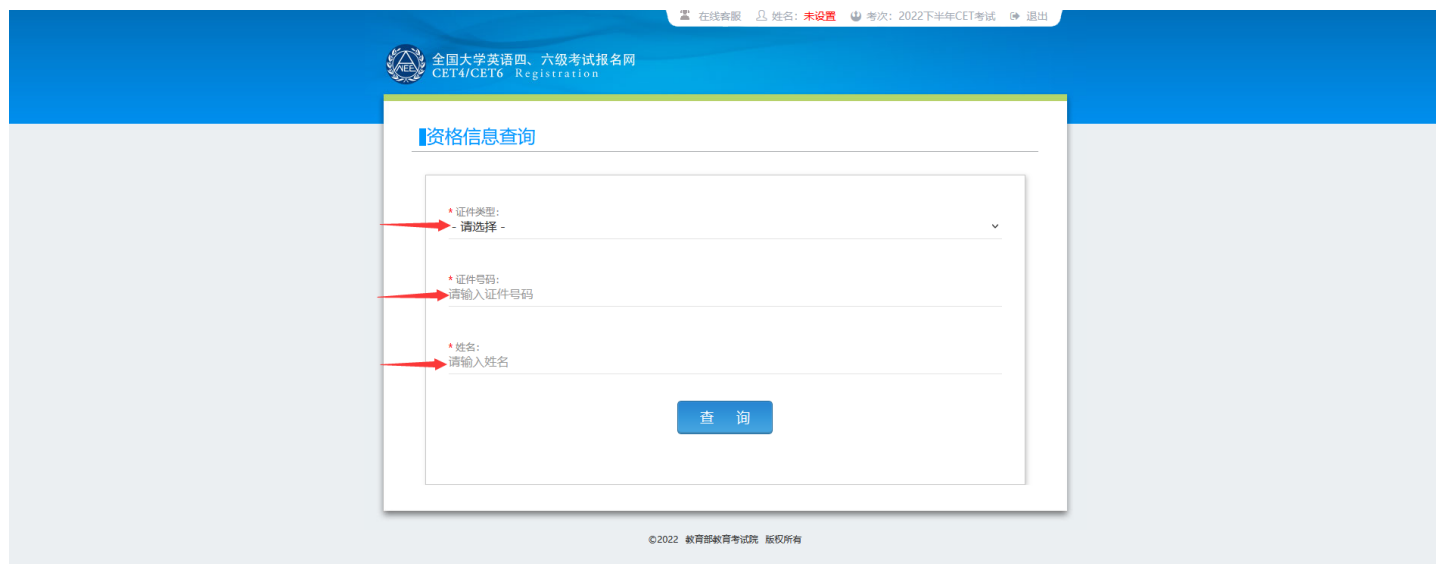 在线客服 姓名：未设置 考次：2022下半年CET考试 退出
NEE
全国大学英语四、六级考试报名网
CET4/CET6 Registration
资格信息查询
* 证件类型：
- 请选择 -
* 证件号码：
请输入证件号码
* 姓名：
请输入姓名
查 询
©2022 教育部教育考试院 版权所有